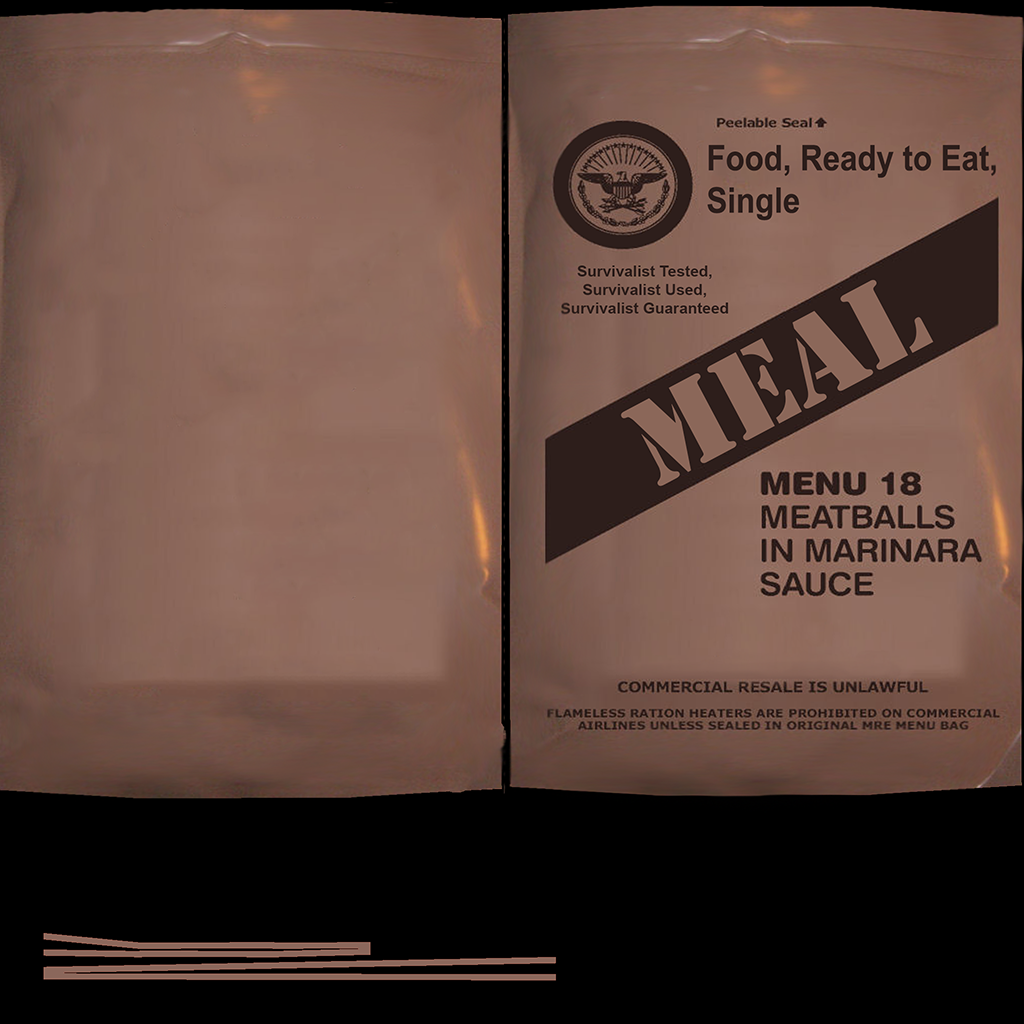 Peelable Seal
Food, Ready to Eat,
Single
Survivalist Tested,
Survivalist Used,
Survivalist Guaranteed
MEAL
MENU 18
MEATBALLS
IN MARINARA
SAUCE
COMMERCIAL RESALE IS UNLAWFUL
FLAMELESS RATION HEATERS ARE PROHIBITED ON COMMERCIAL
AIRLINES UNLESS SEALED IN ORIGINAL MRE MENU BAG